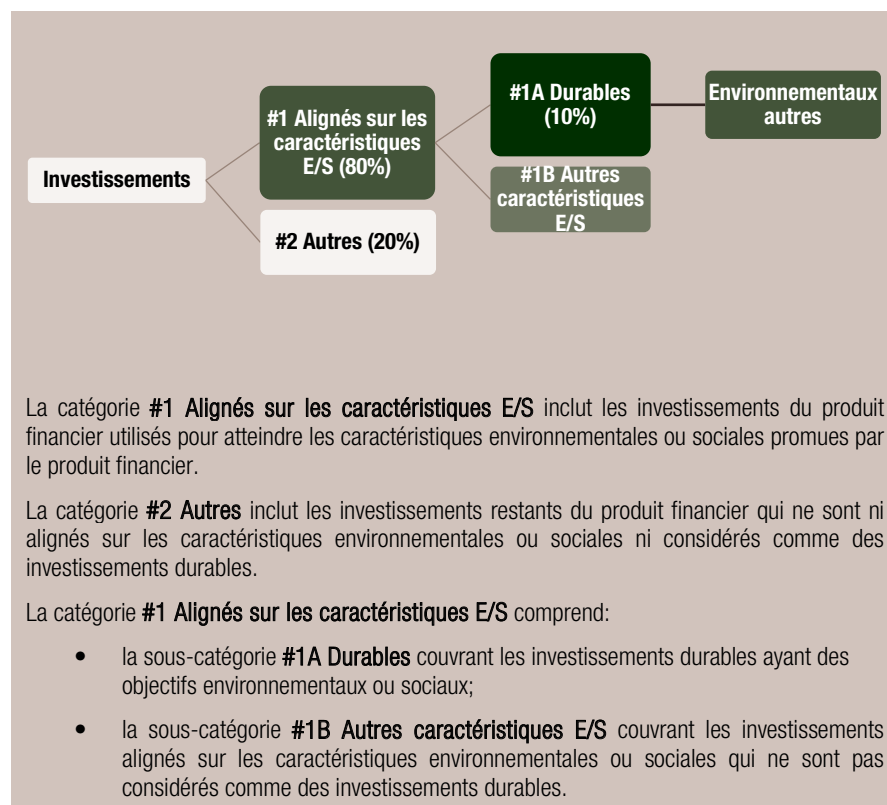 #1A Durables
(10%)
Environnementaux
autres
#1 Alignés sur les
caractéristiques
E/S (80%)
Investissements
#1B Autres
caractéristiques
E/S
#2 Autres (20%)
La catégorie #1 Alignés sur les caractéristiques E/S inclut les investissements du produit
financier utilisés pour atteindre les caractéristiques environnementales ou sociales promues par
le produit financier.
La catégorie #2 Autres inclut les investissements restants du produit financier qui ne sont ni
alignés sur les caractéristiques environnementales ou sociales ni considérés comme des
investissements durables.
La catégorie #1 Alignés sur les caractéristiques E/S comprend:
• la sous-catégorie #1A Durables couvrant les investissements durables ayant des
objectifs environnementaux ou sociaux;
• la sous-catégorie #1B Autres caractéristiques E/S couvrant les investissements
alignés sur les caractéristiques environnementales ou sociales qui ne sont pas
considérés comme des investissements durables.